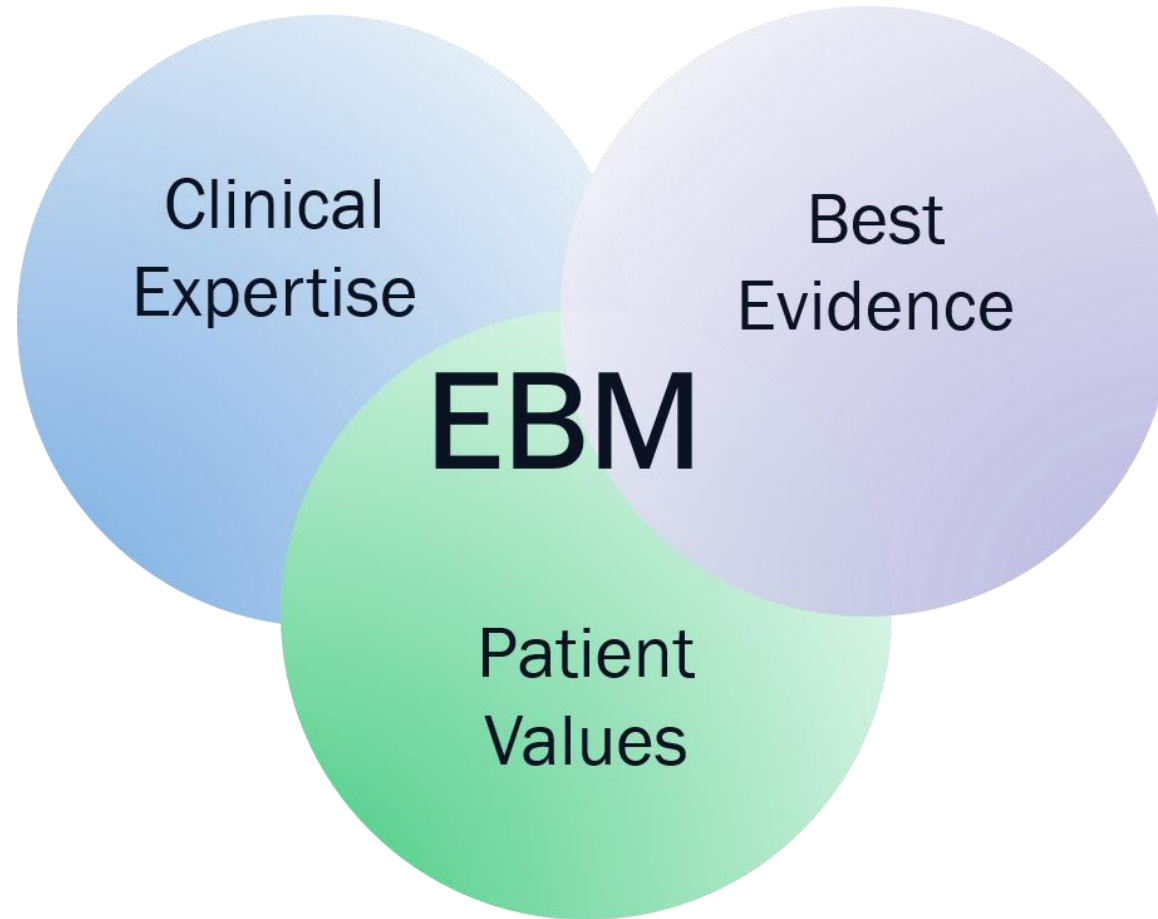 Clinical
Expertise
Best
Evidence
EBM
Patient
Values